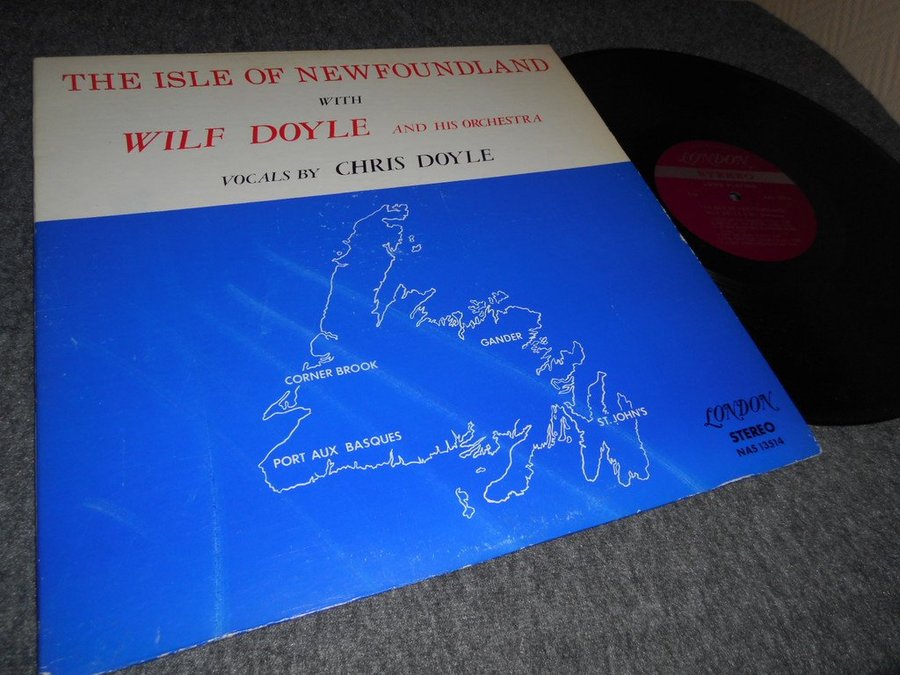 THE ISLE OF NEWFOUNDLAND
WITH
WILF DOYLE AND HIS ORCHESTRA
VOCALS BY CHRIS DOYLE
GANDER
CORNER BROOK
ST. JOHN'S
PORT AUX BASQUES
LONDON
STEREO
NAS 13514
LONDON
STEREO